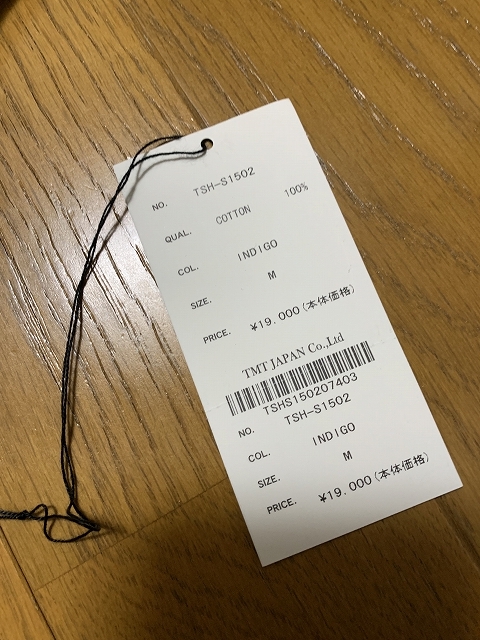 NO. TSH-S1502
QUAL. COTTON 100%
COL. INDIGO
SIZE. M
PRICE. ¥19.000(本体価格)
TMT JAPAN Co.,Ltd
TSHS150207403
NO. TSH-S1502
COL. INDIGO
SIZE. M
PRICE. ¥19.000(本体価格)